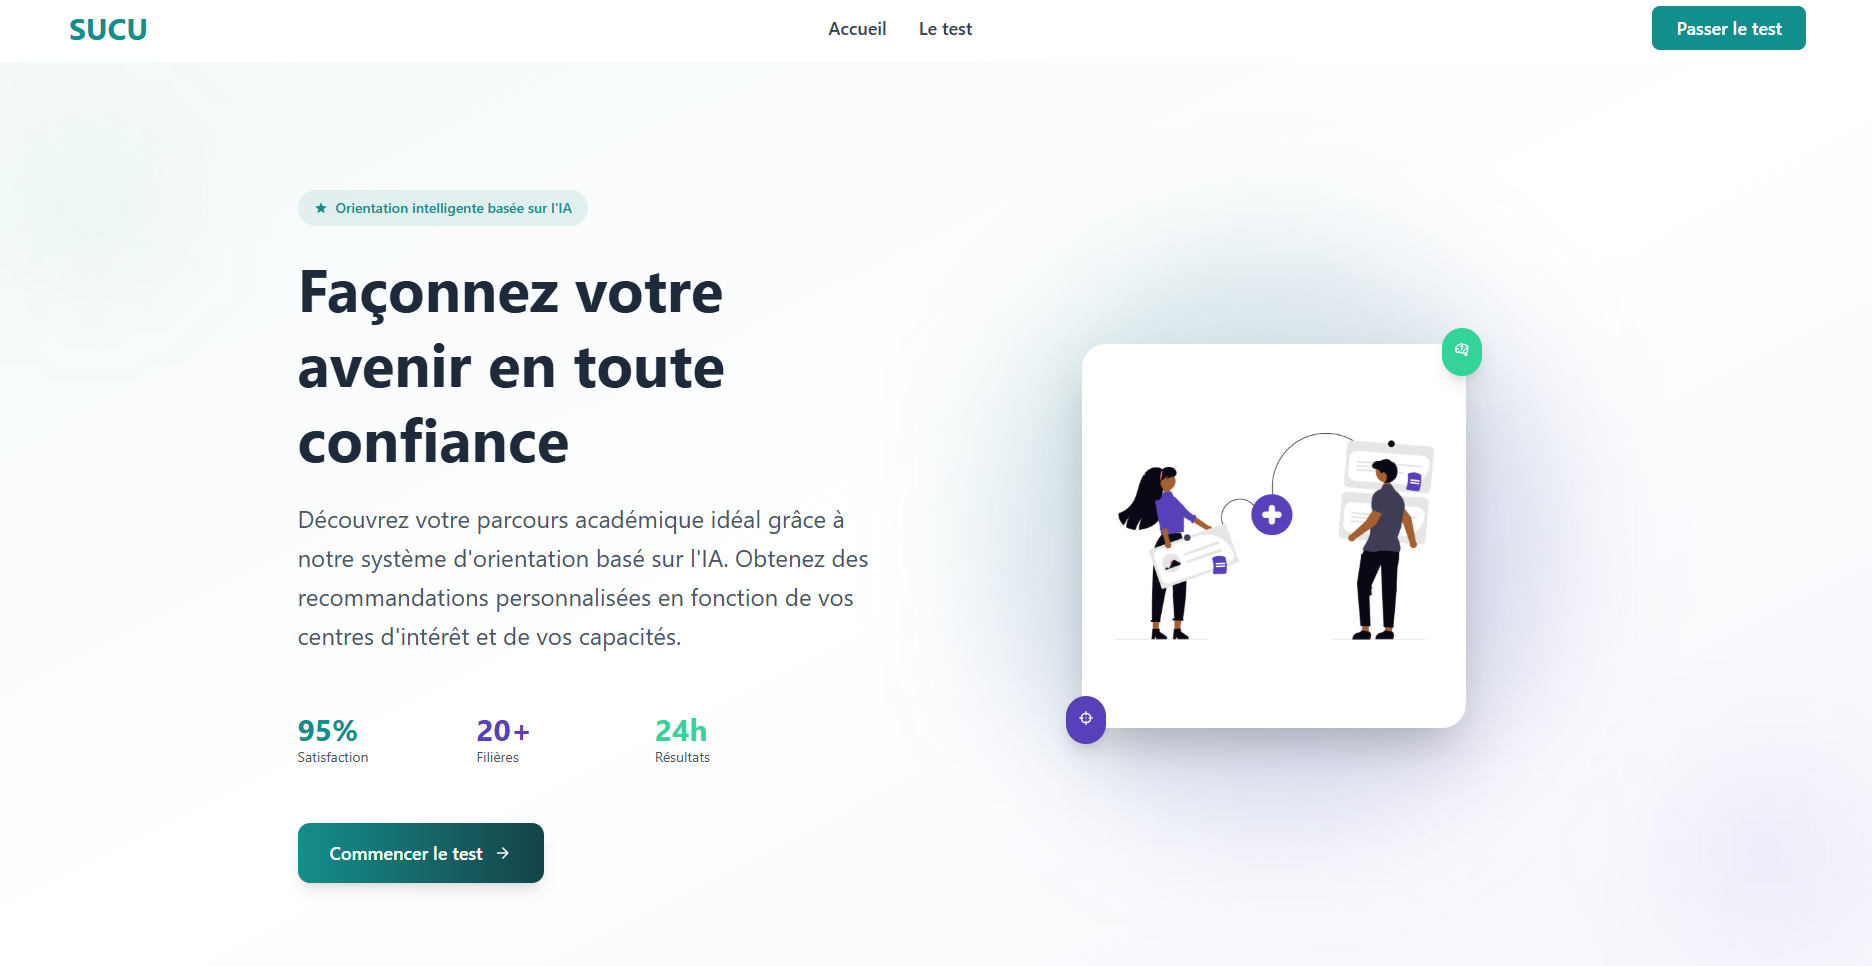 SUCU
Accueil
Le test
Passer le test
Orientation intelligente basée sur l'IA
Façonnez votre
avenir en toute
confiance
Découvrez votre parcours académique idéal grâce à
notre système d'orientation basé sur l'IA. Obtenez des
recommandations personnalisées en fonction de vos
centres d'intérêt et de vos capacités.
95%
Satisfaction
20+
Filières
24h
Résultats
Commencer le test